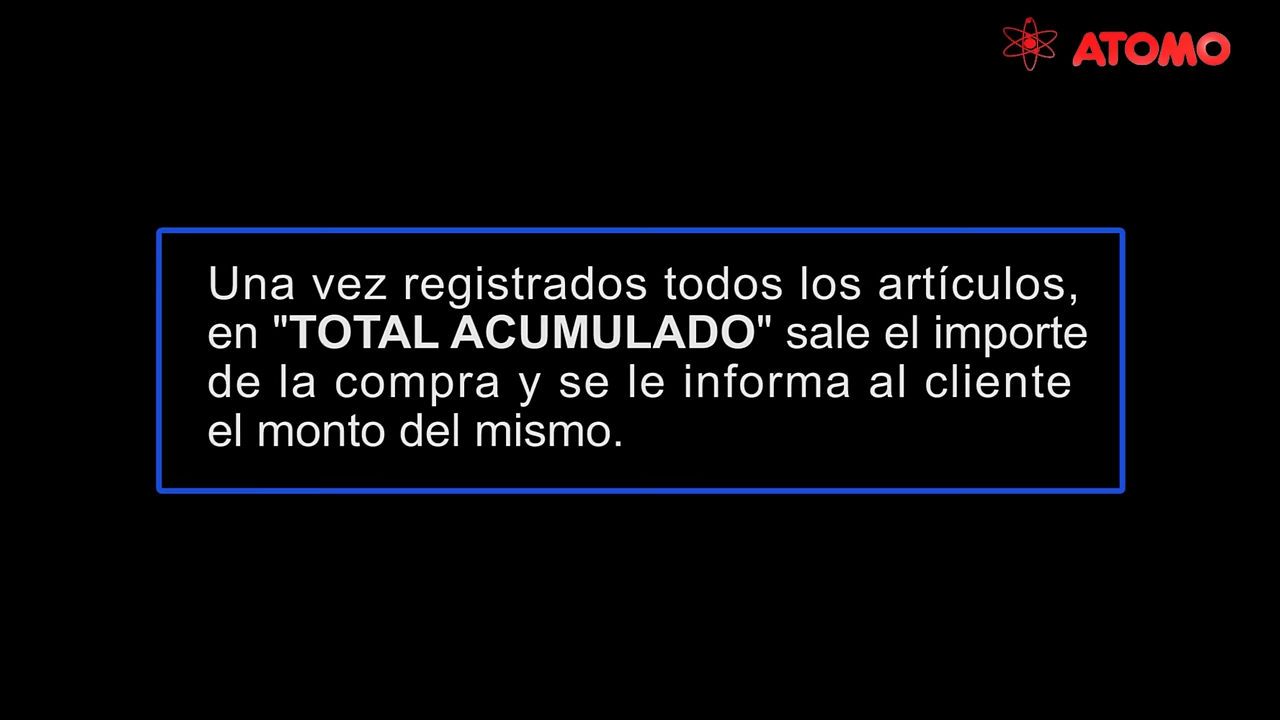 ATOMO
Una vez registrados todos los artículos,
en "TOTAL ACUMULADO" sale el importe
de la compra y se le informa al cliente
el monto del mismo.